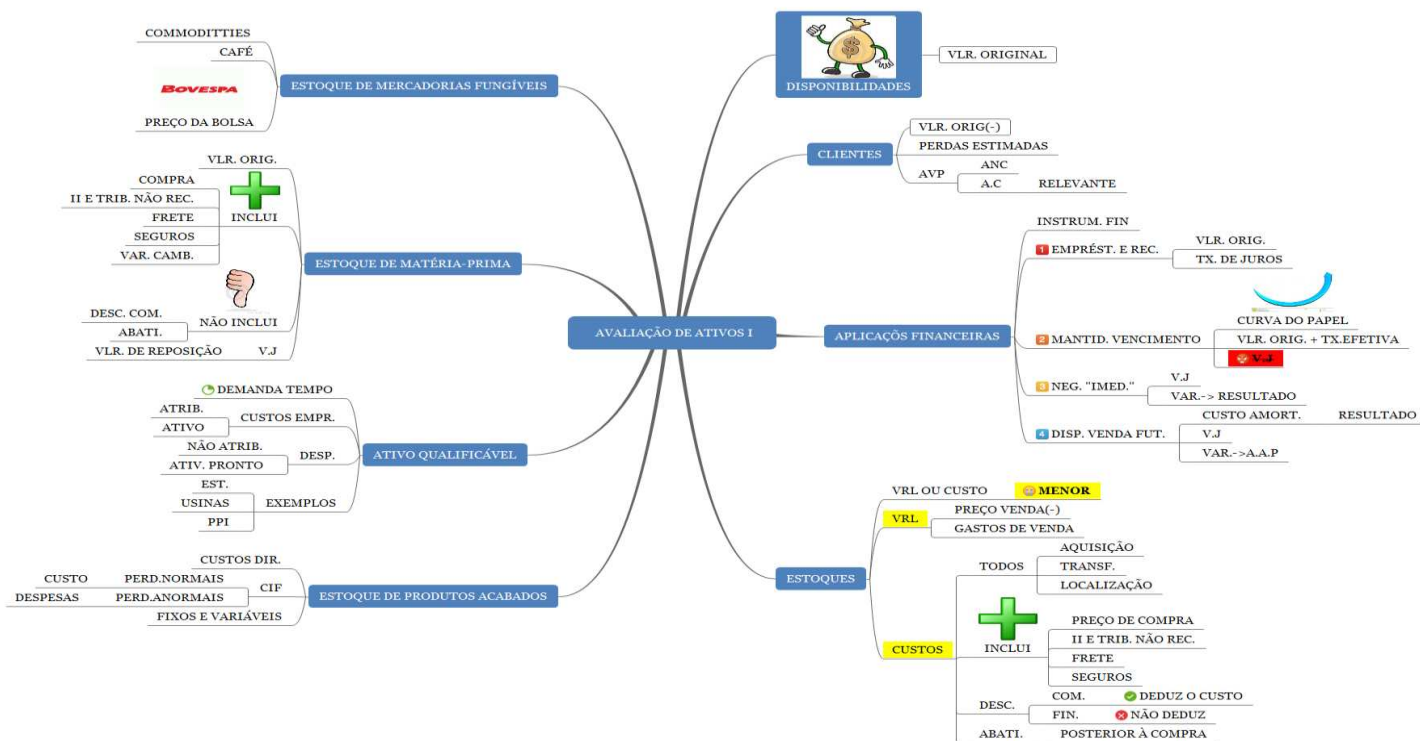 COMMODITTIES
CAFÉ
BOVESPA
PREÇO DA BOLSA
ESTOQUE DE MERCADORIAS FUNGÍVEIS
VLR. ORIG.
COMPRA
II E TRIB. NÃO REC.
FRETE
SEGUROS
VAR. CAMB.
INCLUI
DESC. COM.
ABATI.
NÃO INCLUI
VLR. DE REPOSIÇÃO
V.J
ESTOQUE DE MATÉRIA-PRIMA
DEMANDA TEMPO
ATRIB.
ATIVO
CUSTOS EMPR.
NÃO ATRIB.
ATIV. PRONTO
DESP.
EST.
USINAS
PPI
EXEMPLOS
ATIVO QUALIFICÁVEL
CUSTOS DIR.
CUSTO
PERD.NORMAIS
DESPESAS
PERD.ANORMAIS
CIF
FIXOS E VARIÁVEIS
ESTOQUE DE PRODUTOS ACABADOS
AVALIAÇÃO DE ATIVOS I
$
DISPONIBILIDADES
VLR. ORIGINAL
CLIENTES
VLR. ORIG(-)
PERDAS ESTIMADAS
AVP
ANC
A.C
RELEVANTE
APLICAÇÕS FINANCEIRAS
INSTRUM. FIN
1 EMPRÉST. E REC.
VLR. ORIG.
TX. DE JUROS
2 MANTID. VENCIMENTO
CURVA DO PAPEL
VLR. ORIG. + TX.EFETIVA
V.J
3 NEG. "IMED."
V.J
VAR.-> RESULTADO
4 DISP. VENDA FUT.
CUSTO AMORT.
RESULTADO
V.J
VAR.->A.A.P
ESTOQUES
VRL OU CUSTO
MENOR
VRL
PREÇO VENDA(-)
GASTOS DE VENDA
CUSTOS
TODOS
AQUISIÇÃO
TRANSF.
LOCALIZAÇÃO
INCLUI
PREÇO DE COMPRA
II E TRIB. NÃO REC.
FRETE
SEGUROS
DESC.
COM.
DEDUZ O CUSTO
FIN.
NÃO DEDUZ
ABATI.
POSTERIOR À COMPRA